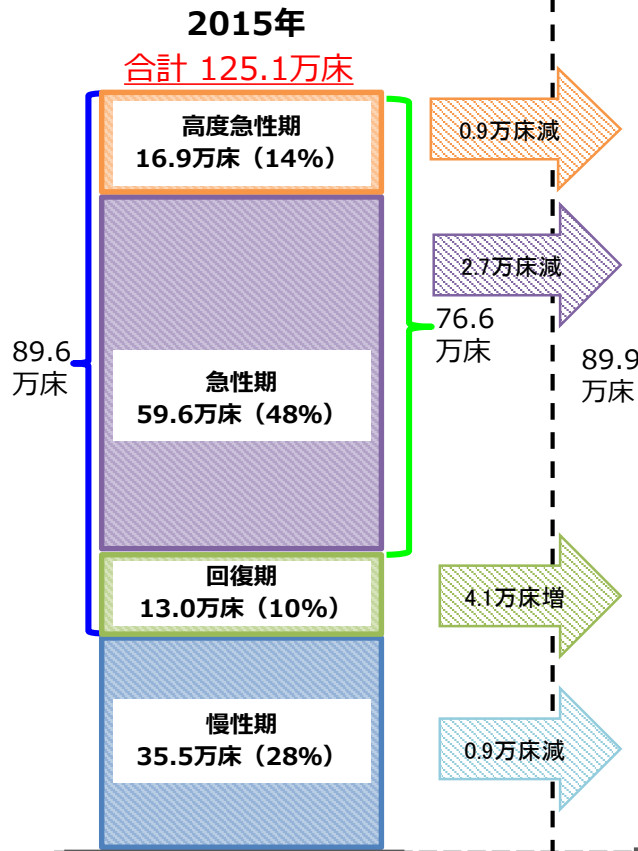 2015年
合計 125.1万床
高度急性期
16.9万床（14%）
0.9万床減
2.7万床減
76.6
万床
89.6
万床
89.9
万床
急性期
59.6万床（48%）
回復期
13.0万床（10%）
4.1万床増
慢性期
35.5万床（28%）
0.9万床減